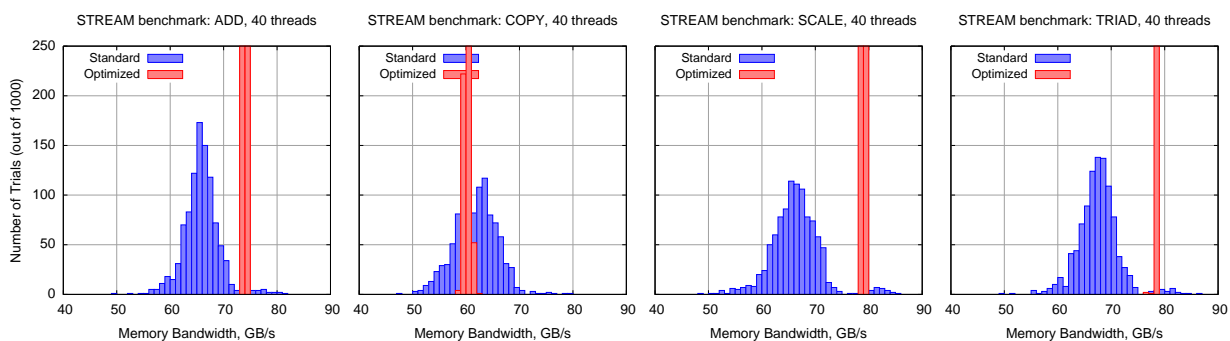 STREAM benchmark: ADD, 40 threads
Number of Trials (out of 1000)
250
200
150
100
50
0
Standard
Optimized
40 50 60 70 80 90
Memory Bandwidth, GB/s
STREAM benchmark: COPY, 40 threads
Standard
Optimized
40 50 60 70 80 90
Memory Bandwidth, GB/s
STREAM benchmark: SCALE, 40 threads
Standard
Optimized
40 50 60 70 80 90
Memory Bandwidth, GB/s
STREAM benchmark: TRIAD, 40 threads
Standard
Optimized
40 50 60 70 80 90
Memory Bandwidth, GB/s